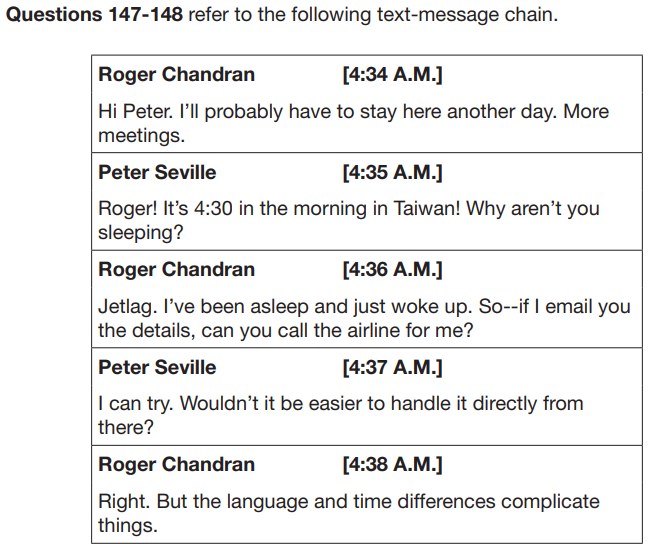 Questions 147-148 refer to the following text-message chain.
Roger Chandran [4:34 A.M.]
Hi Peter. I'll probably have to stay here another day. More
meetings.
Peter Seville [4:35 A.M.]
Roger! It's 4:30 in the morning in Taiwan! Why aren't you
sleeping?
Roger Chandran [4:36 A.M.]
Jetlag. I've been asleep and just woke up. So--if I email you
the details, can you call the airline for me?
Peter Seville [4:37 A.M.]
I can try. Wouldn't it be easier to handle it directly from
there?
Roger Chandran [4:38 A.M.]
Right. But the language and time differences complicate
things.